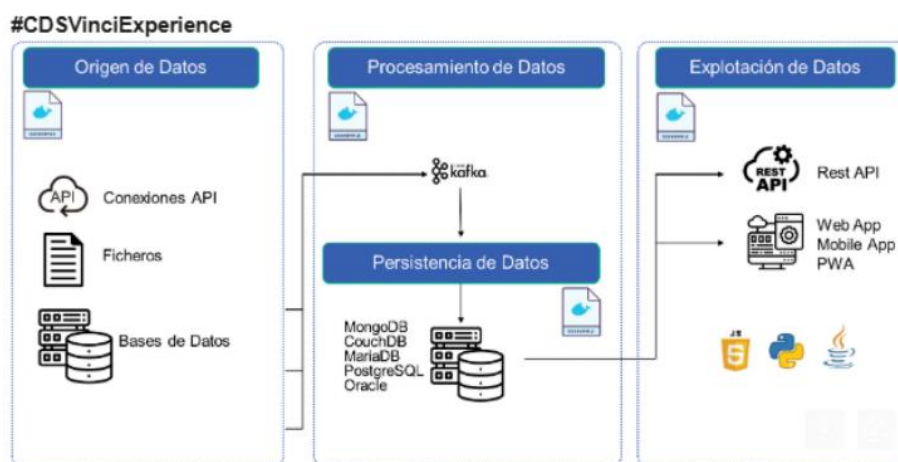 #CDSVinciExperience
Origen de Datos
API
Conexiones API
Ficheros
Bases de Datos
Procesamiento de Datos
kafka
Persistencia de Datos
MongoDB
CouchDB
MariaDB
PostgreSQL
Oracle
Explotación de Datos
REST
API
Rest API
Web App
Mobile App
PWA
JS